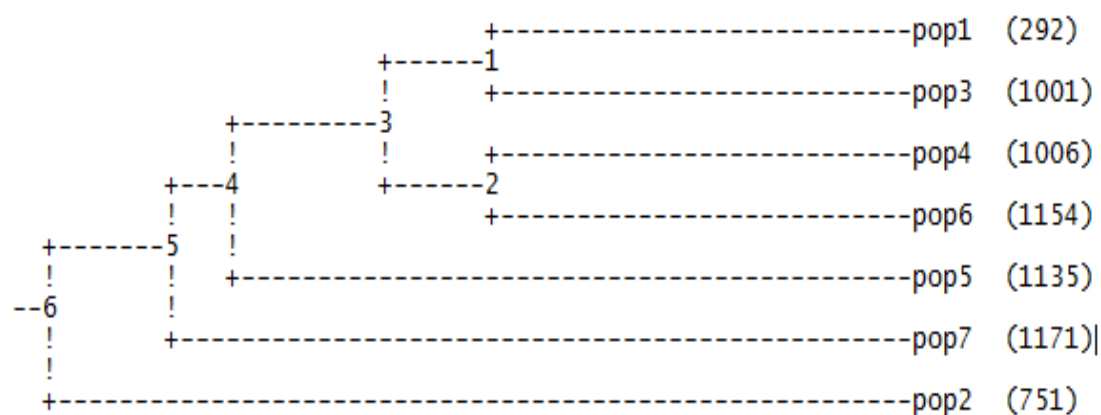 +---------------------------pop1 (292)
+------1
! +---------------------------pop3 (1001)
+---------3
! ! +---------------------------pop4 (1006)
+---4 +------2
! ! +---------------------------pop6 (1154)
+-------5 !
! ! +--------------------------------------------pop5 (1135)
--6 !
! +------------------------------------------------pop7 (1171)
!
+--------------------------------------------------------pop2 (751)